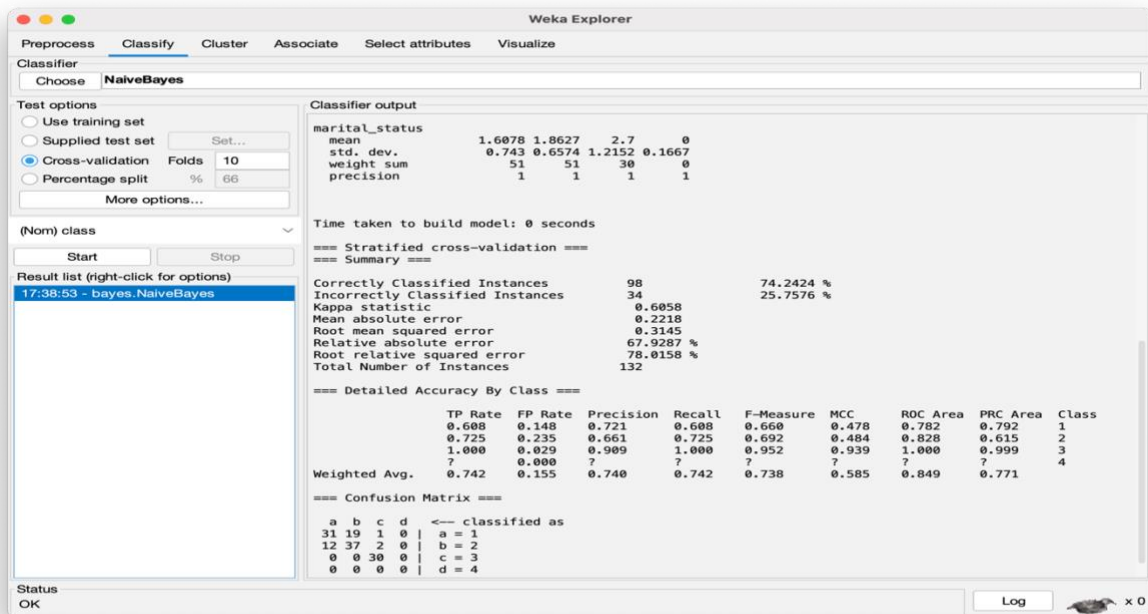 Weka Explorer
Preprocess Classify Cluster Associate Select attributes Visualize
Classifier
Choose NaiveBayes
Test options
Use training set
Supplied test set Set...
Cross-validation Folds 10
Percentage split % 66
More options...
(Nom) class
Start Stop
Result list (right-click for options)
17:38:53 - bayes.NaiveBayes
Classifier output
marital_status
mean 1.6078 1.8627 2.7 0
std. dev. 0.743 0.6574 1.2152 0.1667
weight sum 51 51 30 0
precision 1 1 1 1
Time taken to build model: 0 seconds
=== Stratified cross-validation ===
=== Summary ===
Correctly Classified Instances 98 74.2424 %
Incorrectly Classified Instances 34 25.7576 %
Kappa statistic 0.6058
Mean absolute error 0.2218
Root mean squared error 0.3145
Relative absolute error 67.9287 %
Root relative squared error 78.0158 %
Total Number of Instances 132
=== Detailed Accuracy By Class ===
TP Rate FP Rate Precision Recall F-Measure MCC ROC Area PRC Area Class
0.608 0.148 0.721 0.608 0.660 0.478 0.782 0.792 1
0.725 0.235 0.661 0.725 0.692 0.484 0.828 0.615 2
1.000 0.029 0.909 1.000 0.952 0.939 1.000 0.999 3
? 0.000 ? ? ? ? ? ? 4
Weighted Avg. 0.742 0.155 0.740 0.742 0.738 0.585 0.849 0.771
=== Confusion Matrix ===
a b c d <-- classified as
31 19 1 0 | a = 1
12 37 2 0 | b = 2
0 0 30 0 | c = 3
0 0 0 0 | d = 4
Status
OK
Log
x 0